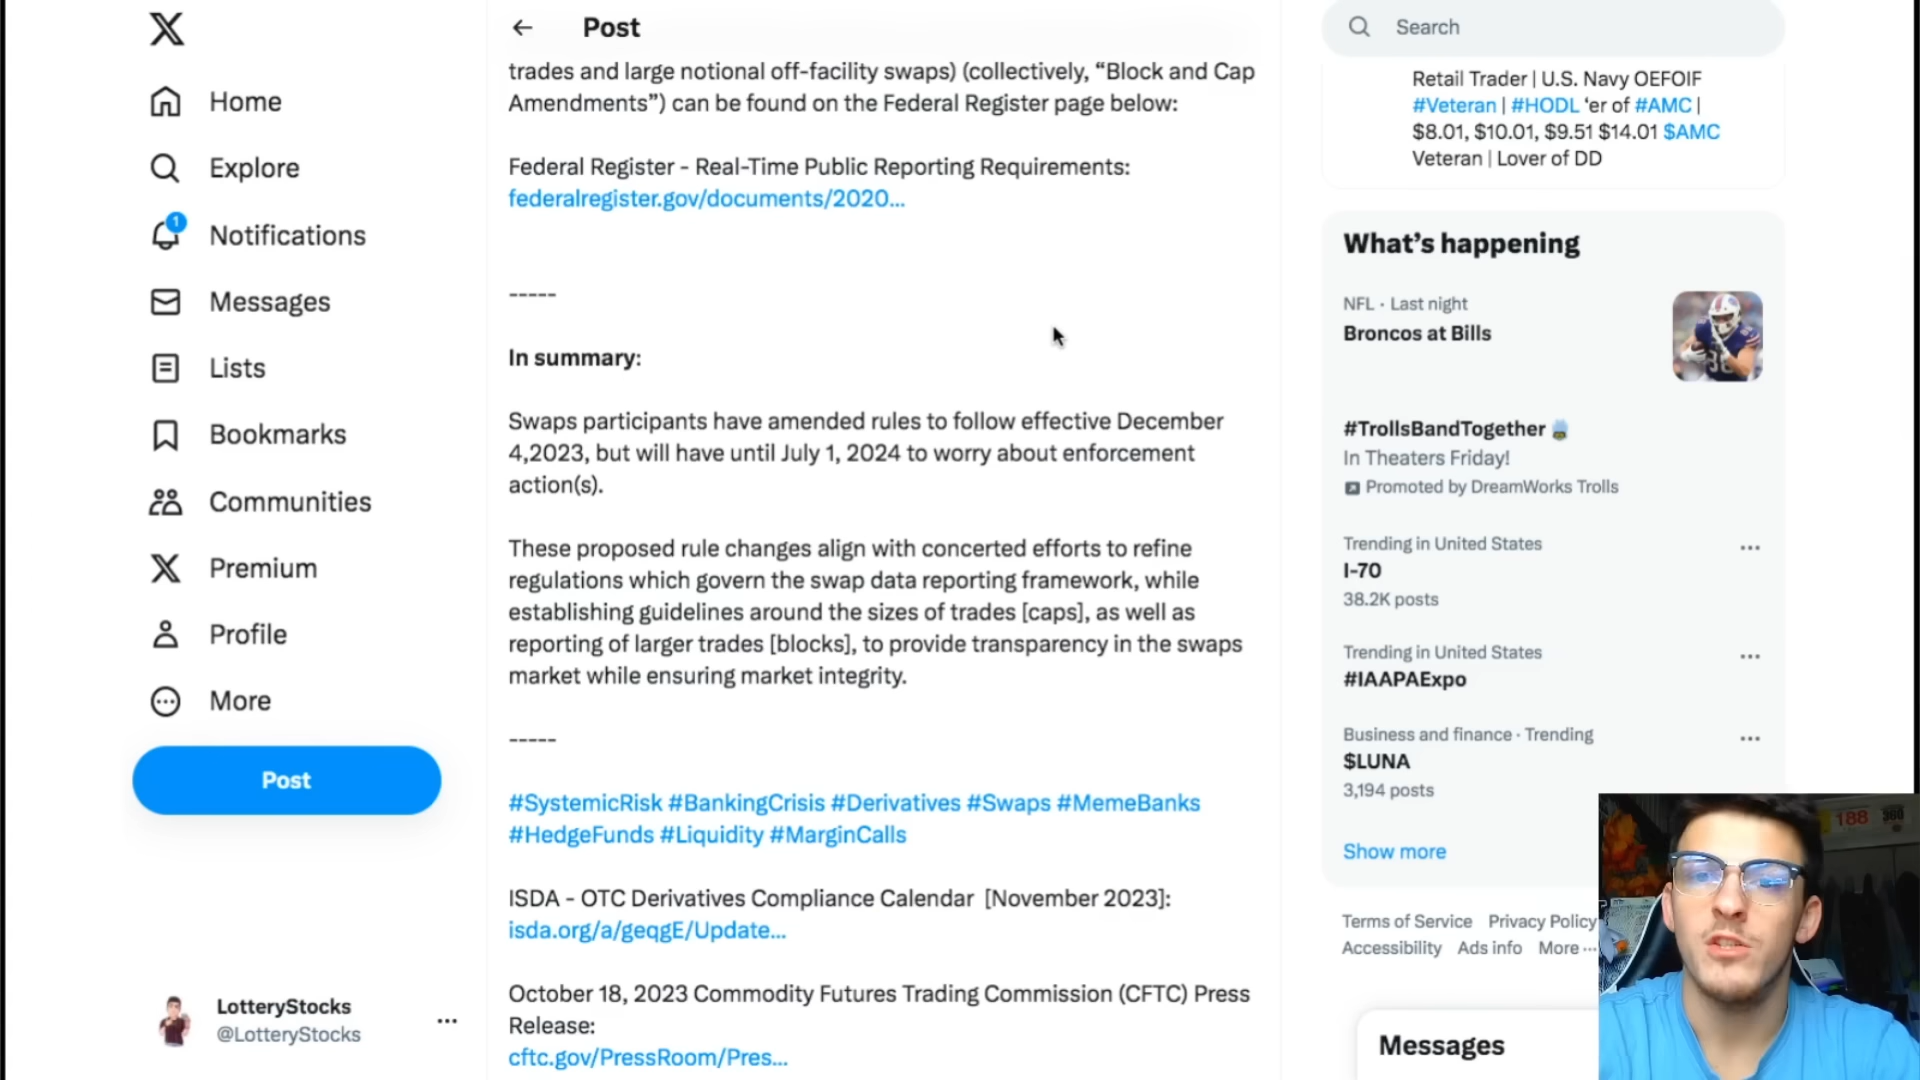 Home
Explore
1
Notifications
Messages
Lists
Bookmarks
Communities
Premium
Profile
More
Post
LotteryStocks
@LotteryStocks
Post
trades and large notional off-facility swaps) (collectively, “Block and Cap
Amendments”) can be found on the Federal Register page below:
Federal Register - Real-Time Public Reporting Requirements:
federalregister.gov/documents/2020...
-----
In summary:
Swaps participants have amended rules to follow effective December
4,2023, but will have until July 1, 2024 to worry about enforcement
action(s).
These proposed rule changes align with concerted efforts to refine
regulations which govern the swap data reporting framework, while
establishing guidelines around the sizes of trades [caps], as well as
reporting of larger trades [blocks], to provide transparency in the swaps
market while ensuring market integrity.
-----
#SystemicRisk #BankingCrisis #Derivatives #Swaps #MemeBanks
#HedgeFunds #Liquidity #MarginCalls
ISDA - OTC Derivatives Compliance Calendar [November 2023]:
isda.org/a/geqgE/Update...
October 18, 2023 Commodity Futures Trading Commission (CFTC) Press
Release:
cftc.gov/PressRoom/Pres...
Search
Retail Trader | U.S. Navy OEFOIF
#Veteran | #HODL ‘er of #AMC |
$8.01, $10.01, $9.51 $14.01 $AMC
Veteran | Lover of DD
What’s happening
NFL · Last night
Broncos at Bills
#TrollsBandTogether
In Theaters Friday!
Promoted by DreamWorks Trolls
Trending in United States
I-70
38.2K posts
Trending in United States
#IAAPAExpo
Business and finance · Trending
$LUNA
3,194 posts
Show more
Terms of Service Privacy Policy
Accessibility Ads info More ...
Messages
188 360